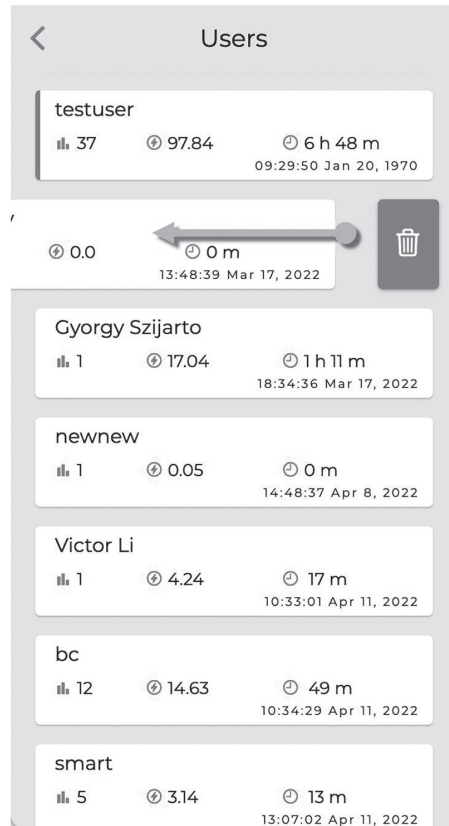 Users
testuser
37 97.84 6 h 48 m
09:29:50 Jan 20, 1970
0.0 0 m
13:48:39 Mar 17, 2022
Gyorgy Szijarto
1 17.04 1 h 11 m
18:34:36 Mar 17, 2022
newnew
1 0.05 0 m
14:48:37 Apr 8, 2022
Victor Li
1 4.24 17 m
10:33:01 Apr 11, 2022
bc
12 14.63 49 m
10:34:29 Apr 11, 2022
smart
5 3.14 13 m
13:07:02 Apr 11, 2022